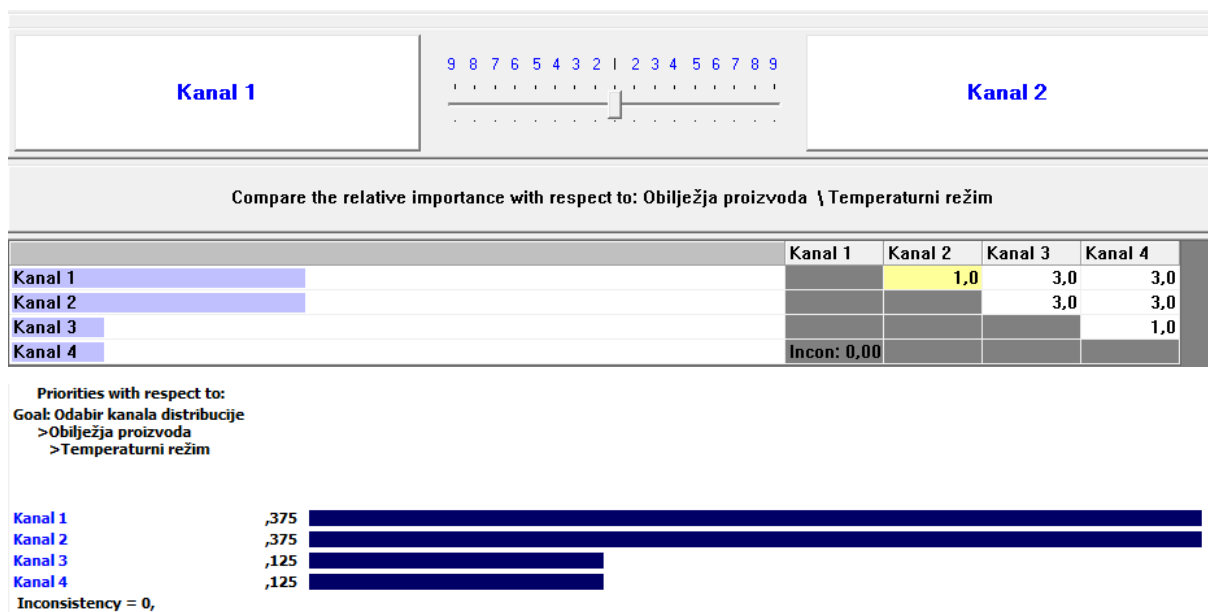 Kanal 1
9 8 7 6 5 4 3 2 | 2 3 4 5 6 7 8 9
Kanal 2
Compare the relative importance with respect to: Obilježja proizvoda \ Temperaturni režim
Kanal 1 Kanal 2 Kanal 3 Kanal 4
Kanal 1 1,0 3,0 3,0
Kanal 2 3,0 3,0
Kanal 3 1,0
Kanal 4 Incon: 0,00
Priorities with respect to:
Goal: Odabir kanala distribucije
>Obilježja proizvoda
>Temperaturni režim
Kanal 1 ,375
Kanal 2 ,375
Kanal 3 ,125
Kanal 4 ,125
Inconsistency = 0,